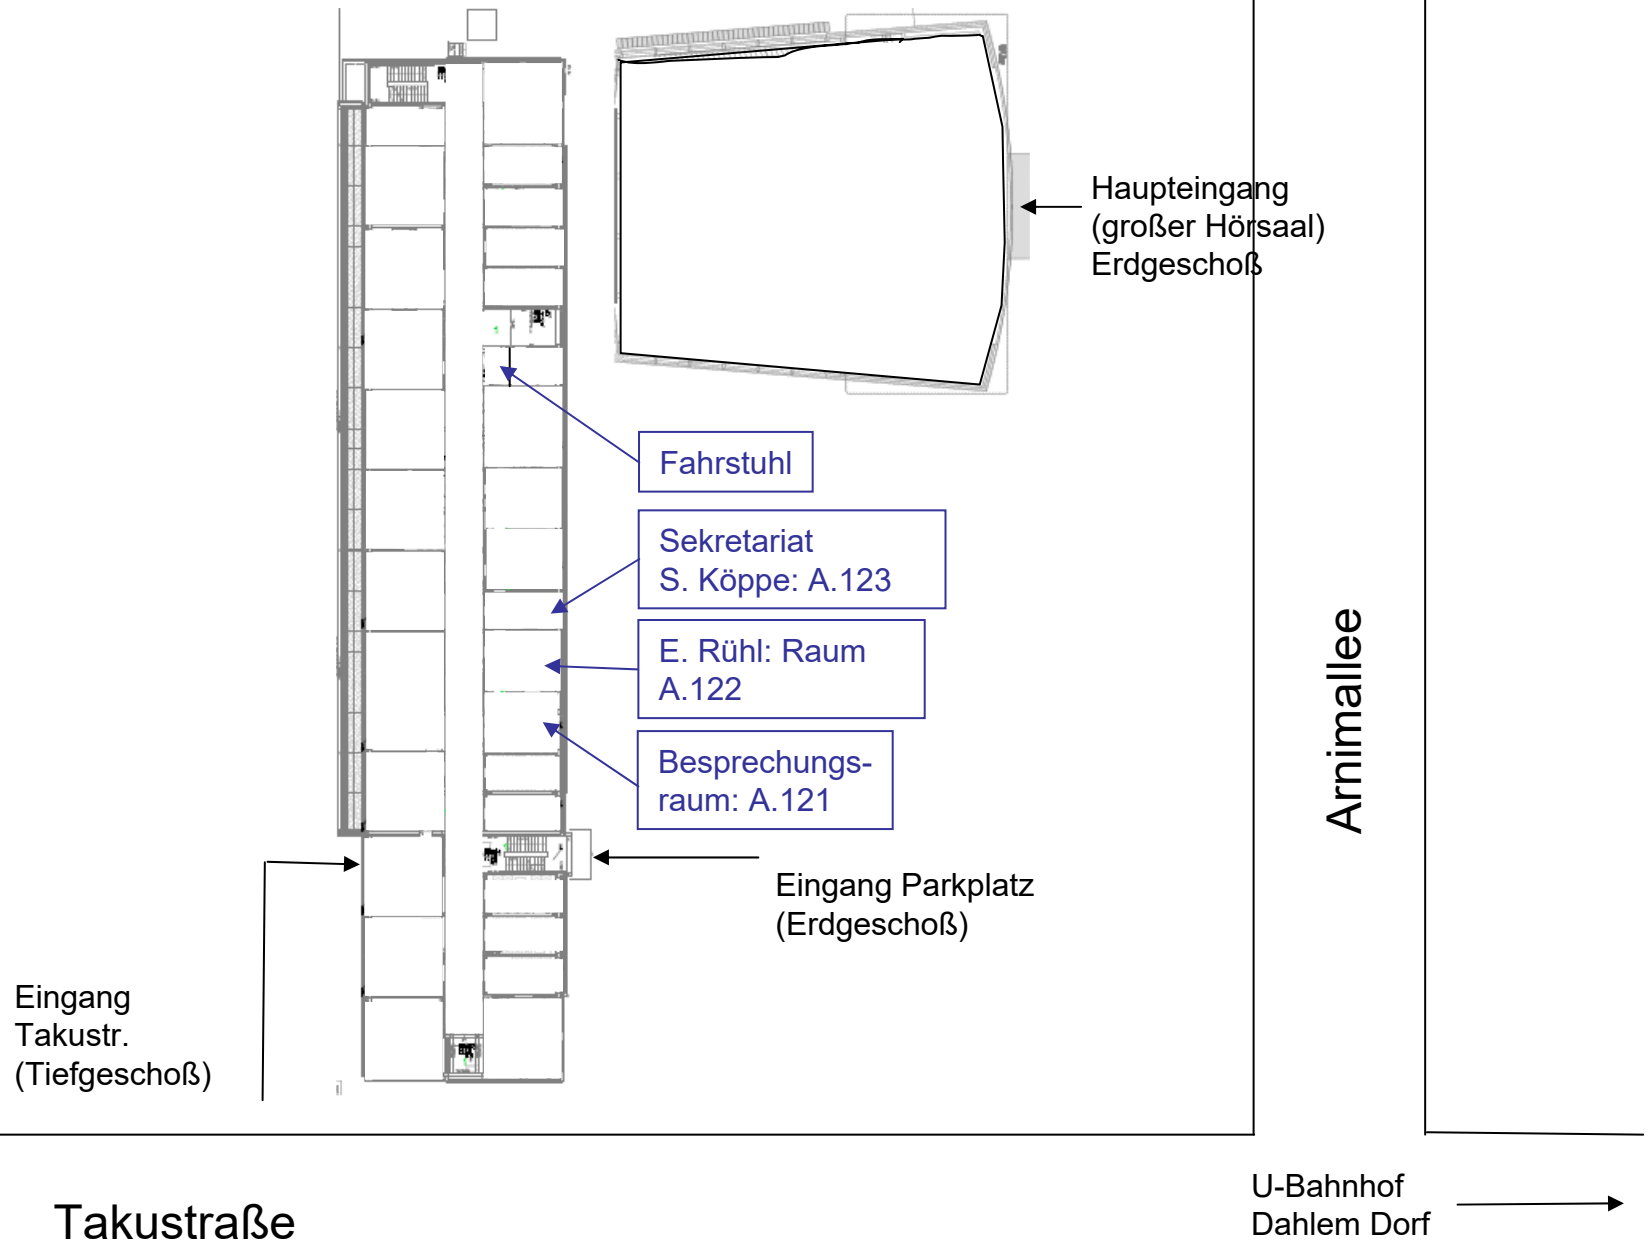 Haupteingang
(großer Hörsaal)
Erdgeschoß
Fahrstuhl
Sekretariat
S. Köppe: A.123
E. Rühl: Raum
A.122
Besprechungs-
raum: A.121
Arnimallee
Eingang Parkplatz
(Erdgeschoß)
Eingang
Takustr.
(Tiefgeschoß)
Takustraße
U-Bahnhof
Dahlem Dorf